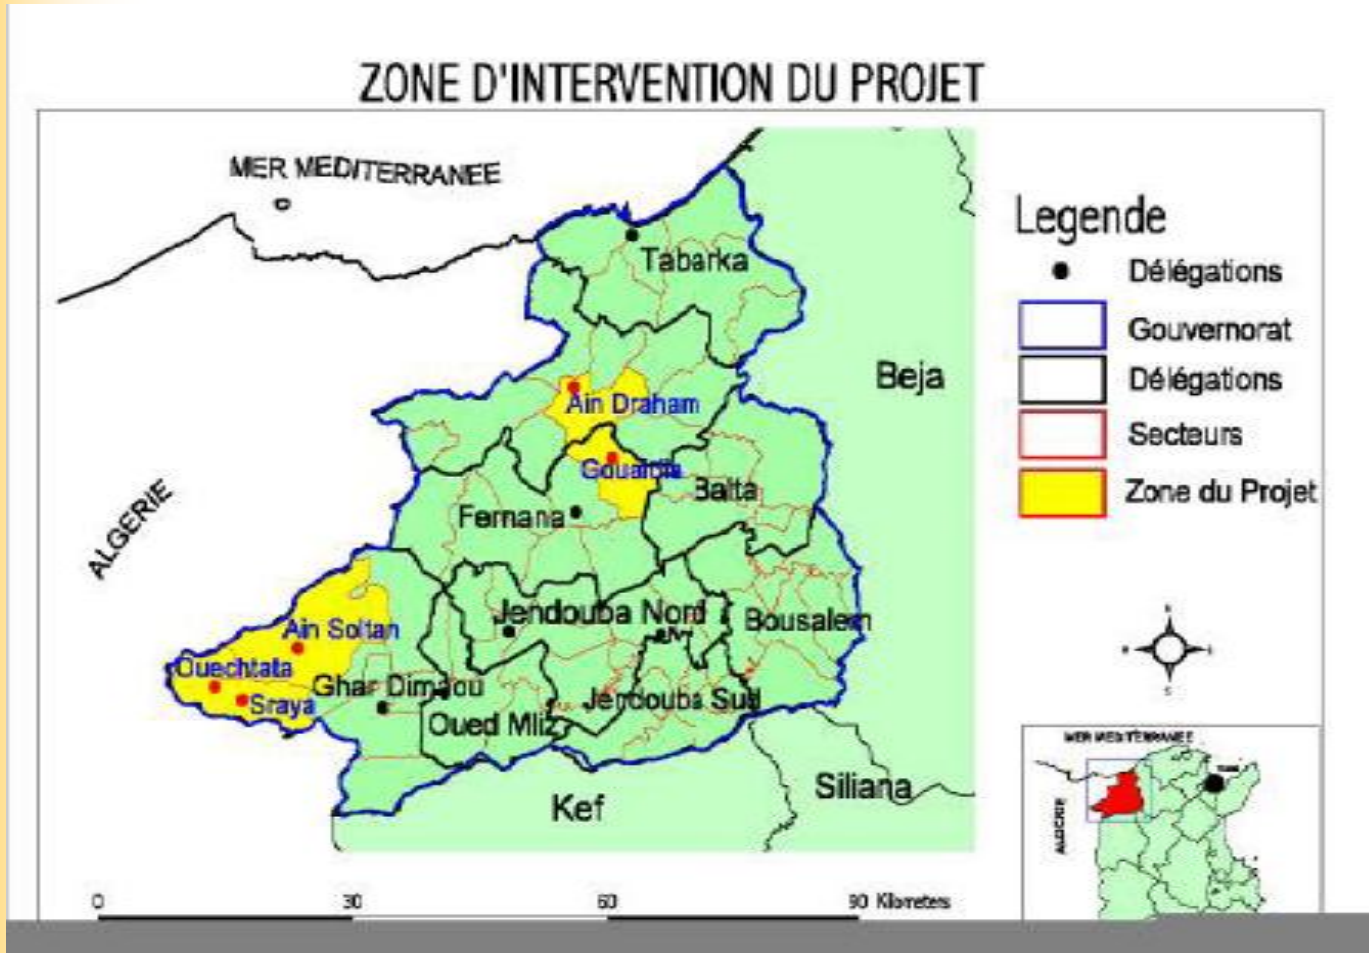 ZONE D'INTERVENTION DU PROJET
MER MEDITERRANEE
Tabarka
Beja
Ain Draham
Balta
Fernana
ALGERIE
Jendouba Nord
Bousalem
Ain Soltan
Ouechtata
Sraya
Ghar Dimaou
Oued Mliz
Jendouba Sud
Kef
Siliana
0 30 60 90 Kilometers
Legende
Délégations
Gouvernorat
Délégations
Secteurs
Zone du Projet
MER MEDITERRANEE
ALGERIE